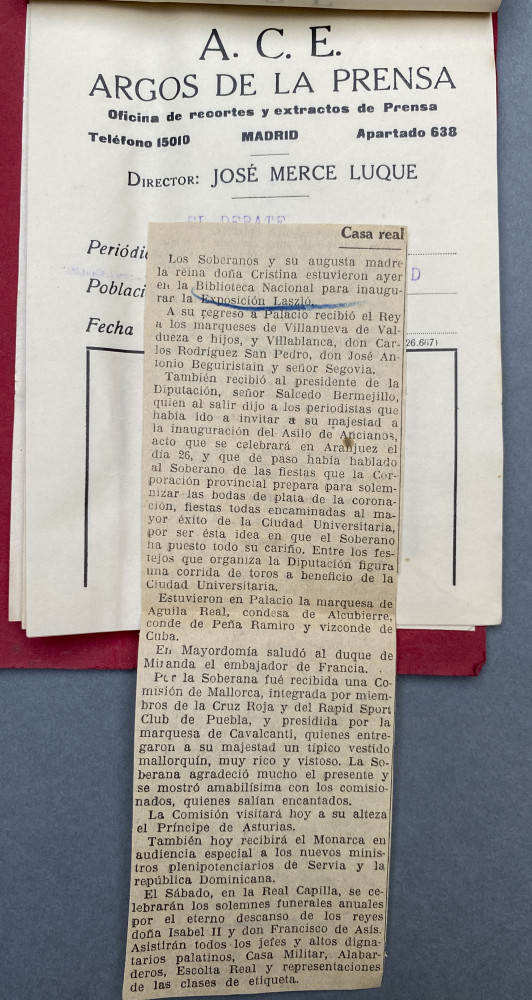 A. C. E.
ARGOS DE LA PRENSA
Oficina de recortes y extractos de Prensa
Teléfono 15010 MADRID Apartado 638
DIRECTOR: JOSÉ MERCE LUQUE
EL DEBATE
Periódi
Poblaci D
Fecha
26.667)
Casa real
Los Soberanos y su augusta madre
la reina doña Cristina estuvieron ayer
en la Biblioteca Nacional para inaugu-
rar la Exposición Laszló.
A su regreso a Palacio recibió el Rey
a los marqueses de Villanueva de Val-
dueza e hijos, y Villablanca, don Car-
los Rodríguez San Pedro, don José An-
tonio Beguiristain y señor Segovia.
También recibió al presidente de la
Diputación, señor Salcedo Bermejillo,
quien al salir dijo a los periodistas que
había ido a invitar a su majestad a
la inauguración del Asilo de Ancianos,
acto que se celebrará en Aranjuez el
día 26, y que de paso había hablado
al Soberano de las fiestas que la Cor-
poración provincial prepara para solem-
nizar las bodas de plata de la corona-
ción, fiestas todas encaminadas al ma-
yor éxito de la Ciudad Universitaria,
por ser ésta idea en que el Soberano
ha puesto todo su cariño. Entre los fes-
tejos que organiza la Diputación figura
una corrida de toros a beneficio de la
Ciudad Universitaria.
Estuvieron en Palacio la marquesa de
Aguila Real, condesa de Alcubierre,
conde de Peña Ramiro y vizconde de
Cuba.
En Mayordomía saludó al duque de
Miranda el embajador de Francia.
Por la Soberana fué recibida una Co-
misión de Mallorca, integrada por miem-
bros de la Cruz Roja y del Rapid Sport
Club de Puebla, y presidida por la
marquesa de Cavalcanti, quienes entre-
garon a su majestad un típico vestido
mallorquín, muy rico y vistoso. La So-
berana agradeció mucho el presente y
se mostró amabilísima con los comisio-
nados, quienes salían encantados.
La Comisión visitará hoy a su alteza
el Príncipe de Asturias.
También hoy recibirá el Monarca en
audiencia especial a los nuevos minis-
tros plenipotenciarios de Servia y la
república Dominicana.
El Sábado, en la Real Capilla, se ce-
lebrarán los solemnes funerales anuales
por el eterno descanso de los reyes
doña Isabel II y don Francisco de Asís.
Asistirán todos los jefes y altos digna-
tarios palatinos, Casa Militar, Alabar-
deros, Escolta Real y representaciones
de las clases de etiqueta.